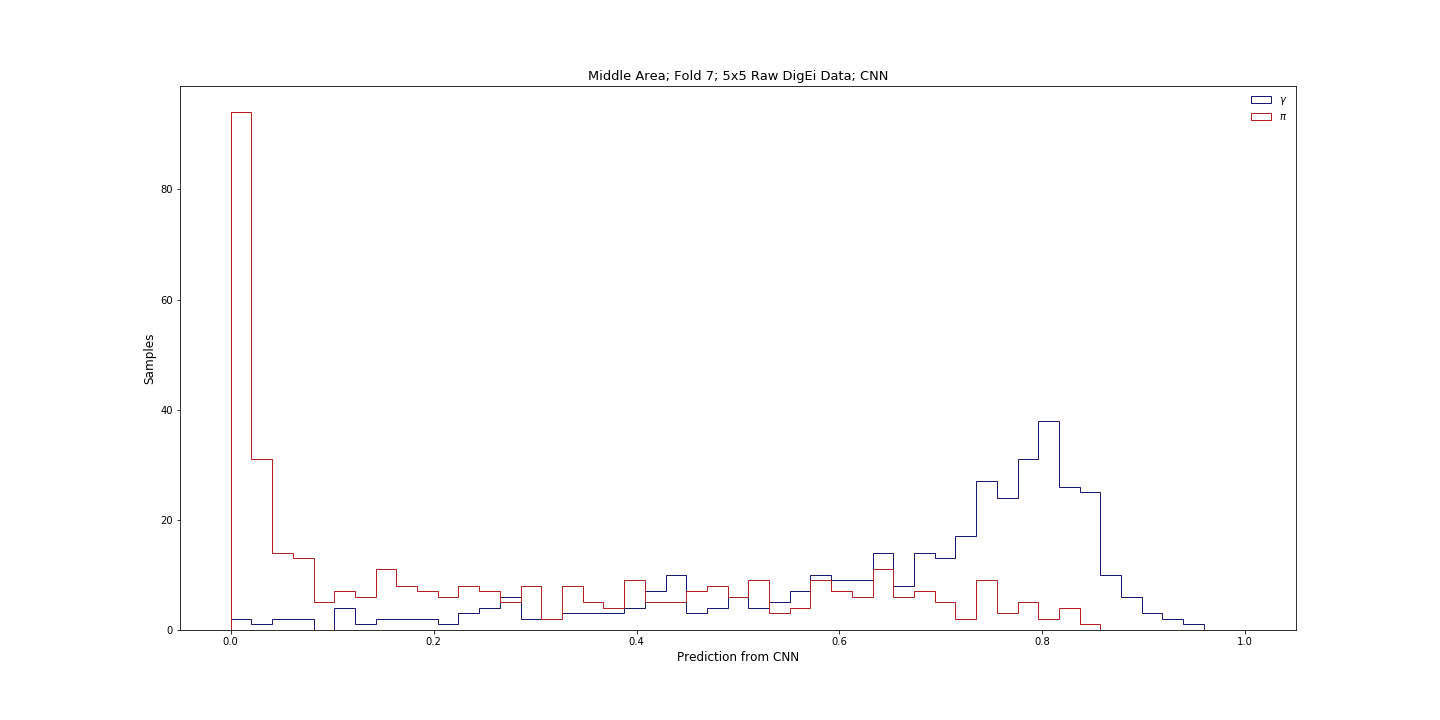 Middle Area; Fold 7; 5x5 Raw DigEi Data; CNN
γ
π
Samples
80
60
40
20
0
0.0 0.2 0.4 0.6 0.8 1.0
Prediction from CNN